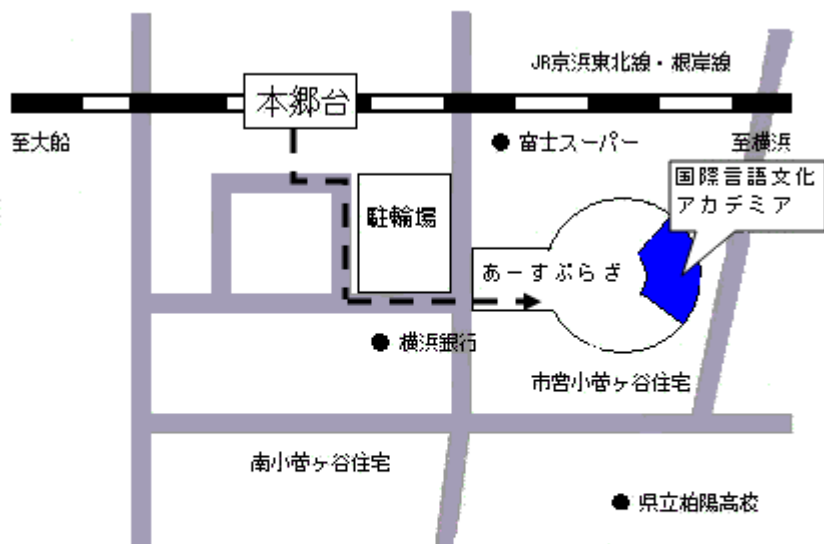 JR京浜東北線・根岸線
本郷台
至大船
富士スーパー
至横浜
国際言語文化
アカデミア
駐輪場
あーすぷらざ
横浜銀行
市営小菅ヶ谷住宅
南小菅ヶ谷住宅
県立柏陽高校